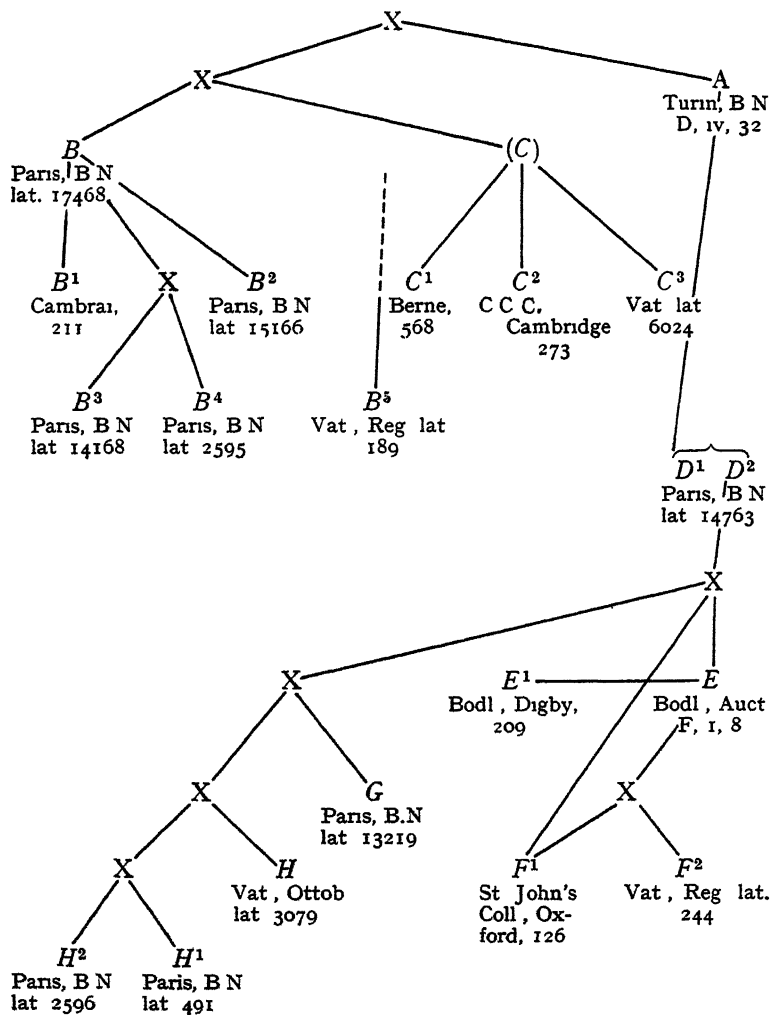 X
X
A
Turin, B N
D, iv, 32
B
Paris, B N
lat. 17468
(C)
B¹
Cambrai,
211
X
B²
Paris, B N
lat 15166
C¹
Berne,
568
C²
C C C,
Cambridge
273
C³
Vat lat
6024
B³
Paris, B N
lat 14168
B⁴
Paris, B N
lat 2595
B⁵
Vat , Reg lat
189
D¹ D²
Paris, B N
lat 14763
X
X
E¹
Bodl , Digby,
209
E
Bodl , Auct
F, 1, 8
X
G
Paris, B.N
lat 13219
X
X
H
Vat , Ottob
lat 3079
F¹
St John's
Coll , Ox-
ford, 126
F²
Vat , Reg lat.
244
H²
Paris, B N
lat 2596
H¹
Paris, B N
lat 491